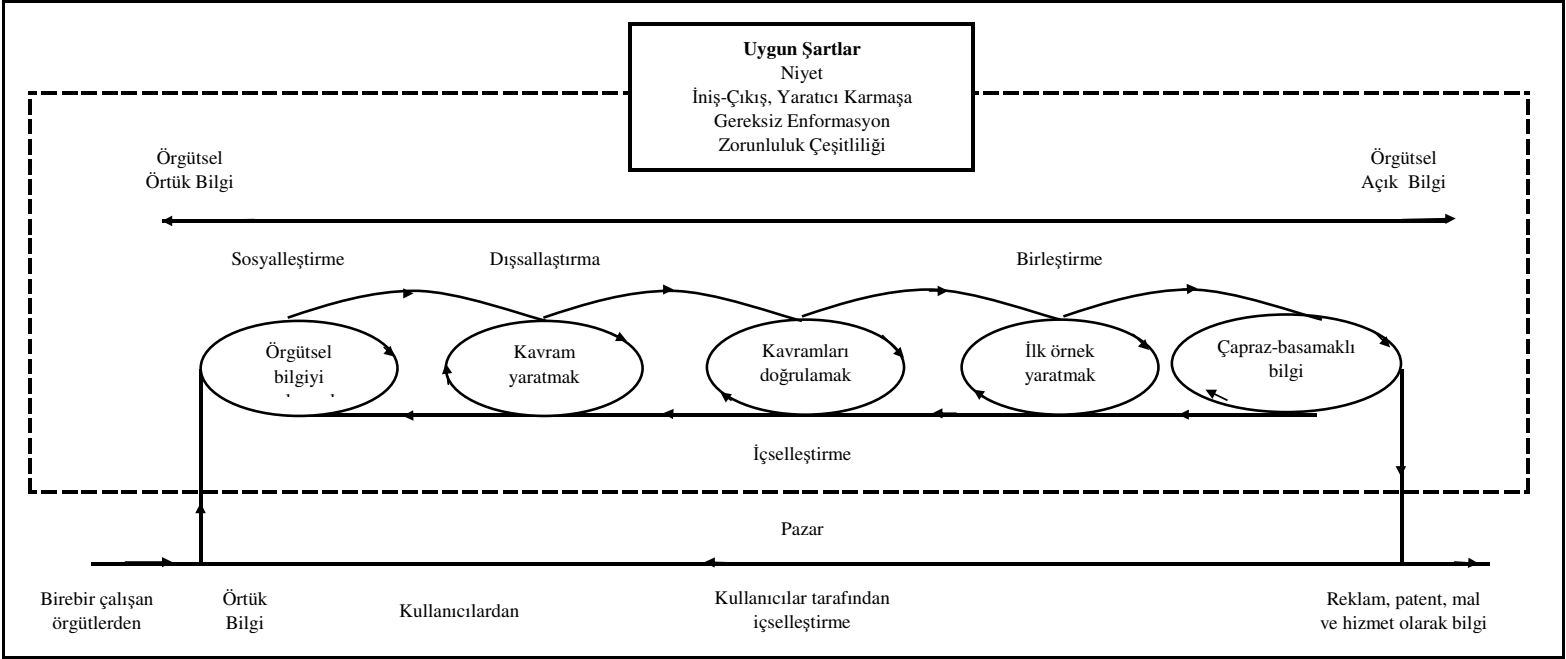 Uygun Şartlar
Niyet
İniş-Çıkış, Yaratıcı Karmaşa
Gereksiz Enformasyon
Zorunluluk Çeşitliliği
Örgütsel
Örtük Bilgi
Örgütsel
Açık Bilgi
Sosyalleştirme
Dışsallaştırma
Birleştirme
Örgütsel
bilgiyi
Kavram
yaratmak
Kavramları
doğrulamak
İlk örnek
yaratmak
Çapraz-basamaklı
bilgi
İçselleştirme
Pazar
Birebir çalışan
örgütlerden
Örtük
Bilgi
Kullanıcılardan
Kullanıcılar tarafından
içselleştirme
Reklam, patent, mal
ve hizmet olarak bilgi